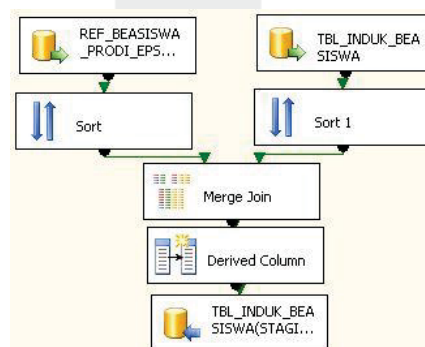 REF_BEASISWA
_PRODI_EPS...
TBL_INDUK_BEA
SISWA
Sort
Sort 1
Merge Join
Derived Column
TBL_INDUK_BEA
SISWA(STAGI...